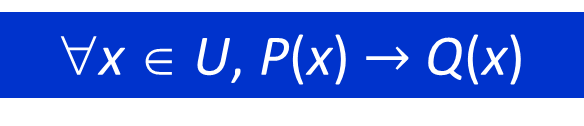 ∀x ∈ U, P(x) → Q(x)